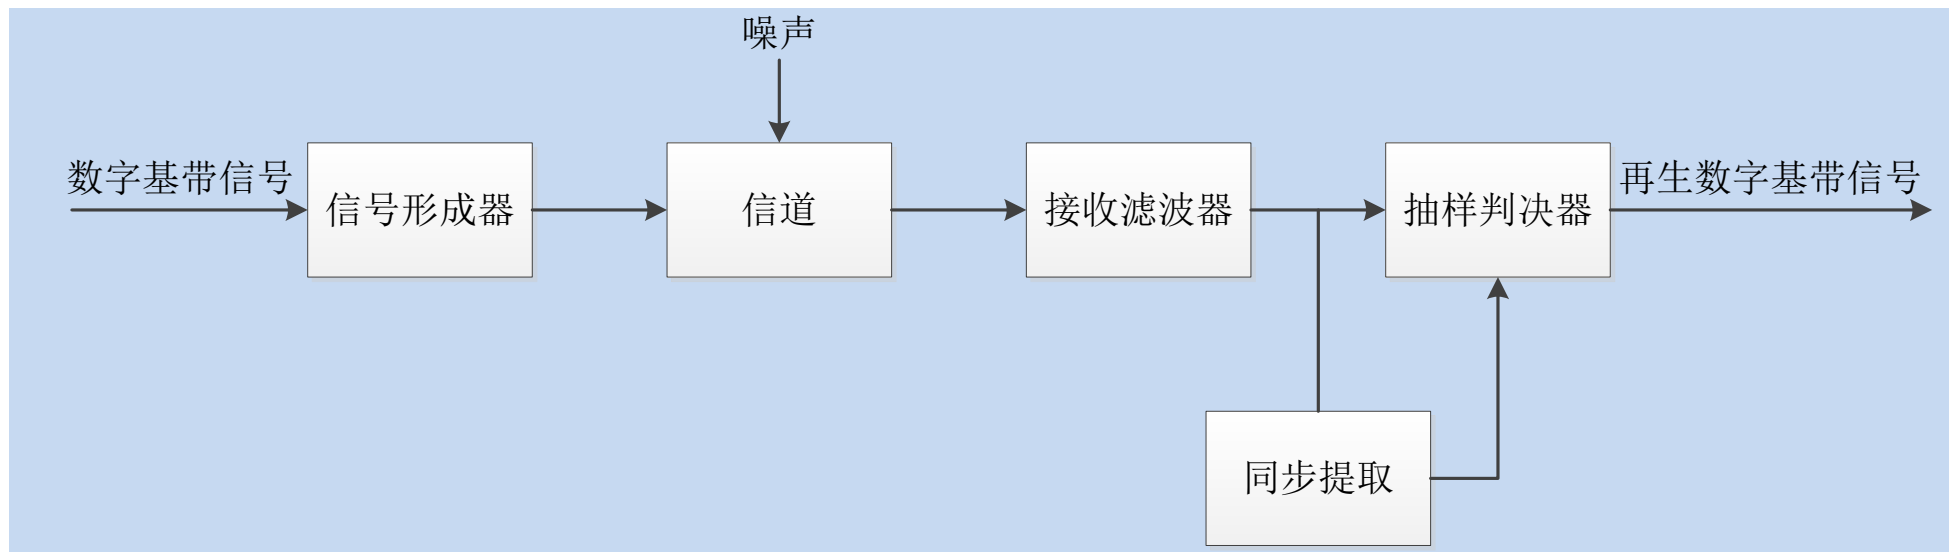 噪声
数字基带信号
信号形成器
信道
接收滤波器
抽样判决器
再生数字基带信号
同步提取